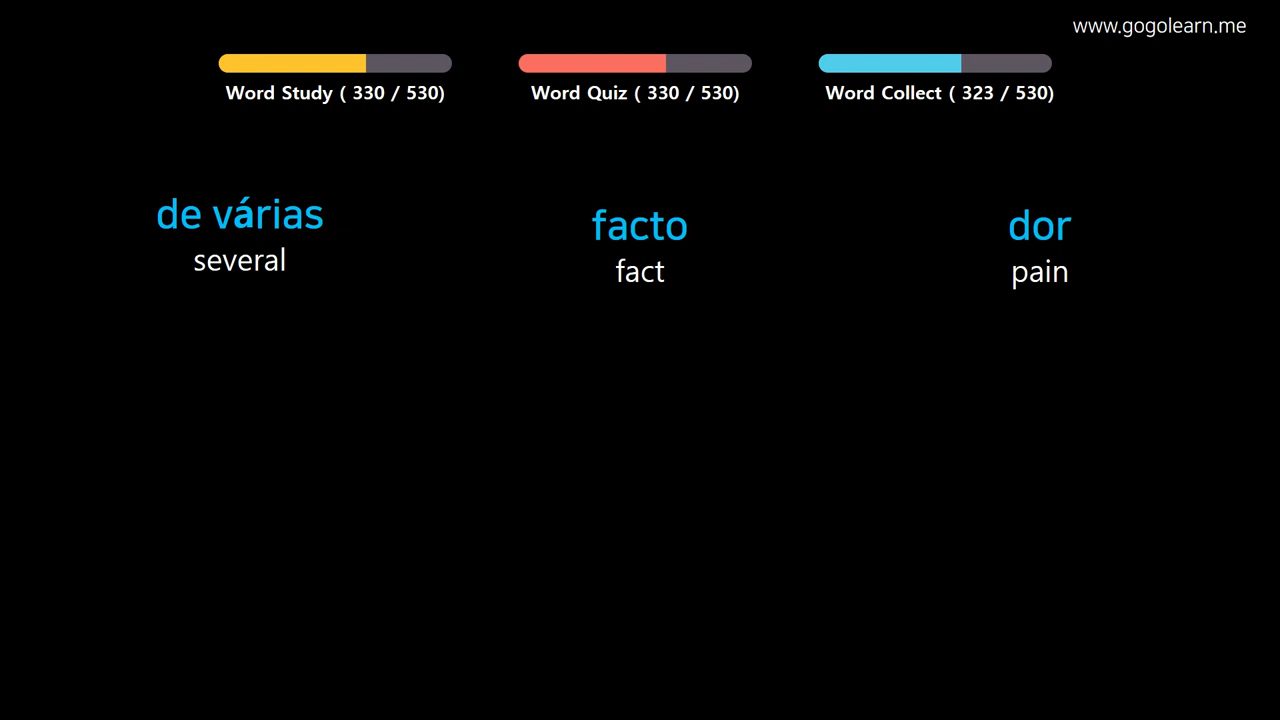 www.gogolearn.me
Word Study ( 330 / 530)
Word Quiz ( 330 / 530)
Word Collect ( 323 / 530)
de várias
several
facto
fact
dor
pain